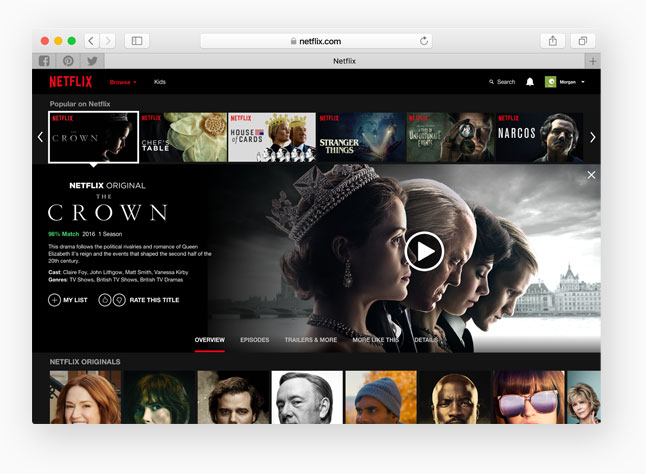 netflix.com
Netflix
NETFLIX
Browse
Kids
Search
Morgan
Popular on Netflix
NETFLIX
THE
CROWN
NETFLIX
CHEF'S
TABLE
NETFLIX
HOUSE
of CARDS
NETFLIX
STRANGER
THINGS
NETFLIX
UNFORTUNATE
EVENTS
NETFLIX
NARCOS
NETFLIX ORIGINAL
THE
CROWN
98% Match 2016 1 Season
This drama follows the political rivalries and romance of Queen
Elizabeth II's reign and the events that shaped the second half of the
20th century.
Cast: Claire Foy, John Lithgow, Matt Smith, Vanessa Kirby
Genres: TV Shows, British TV Shows, British TV Dramas
MY LIST
RATE THIS TITLE
OVERVIEW
EPISODES
TRAILERS & MORE
MORE LIKE THIS
DETAILS
NETFLIX ORIGINALS